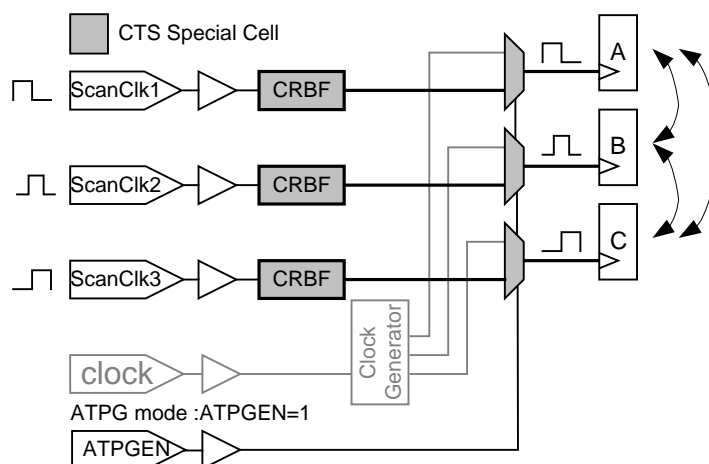 CTS Special Cell
A
ScanClk1
CRBF
B
ScanClk2
CRBF
C
ScanClk3
CRBF
Clock
Generator
clock
ATPG mode :ATPGEN=1
ATPGEN